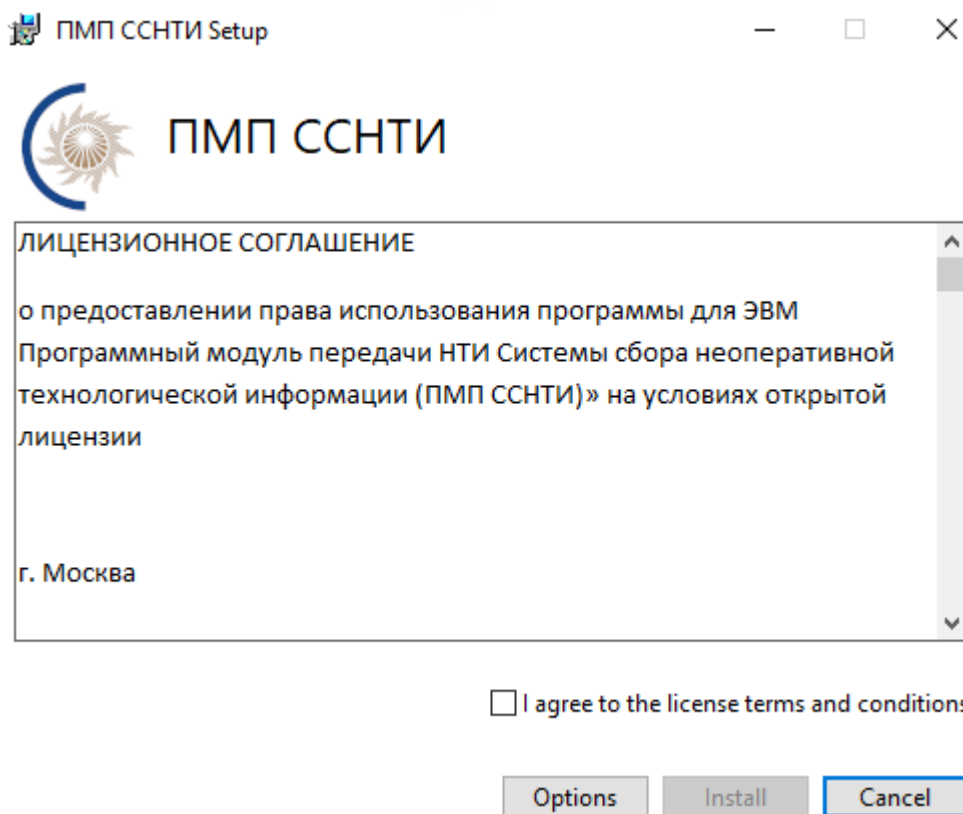 ПМП ССНТИ Setup
ПМП ССНТИ
ЛИЦЕНЗИОННОЕ СОГЛАШЕНИЕ
о предоставлении права использования программы для ЭВМ
Программный модуль передачи НТИ Системы сбора неоперативной
технологической информации (ПМП ССНТИ)» на условиях открытой
лицензии
г. Москва
I agree to the license terms and conditions
Options Install Cancel